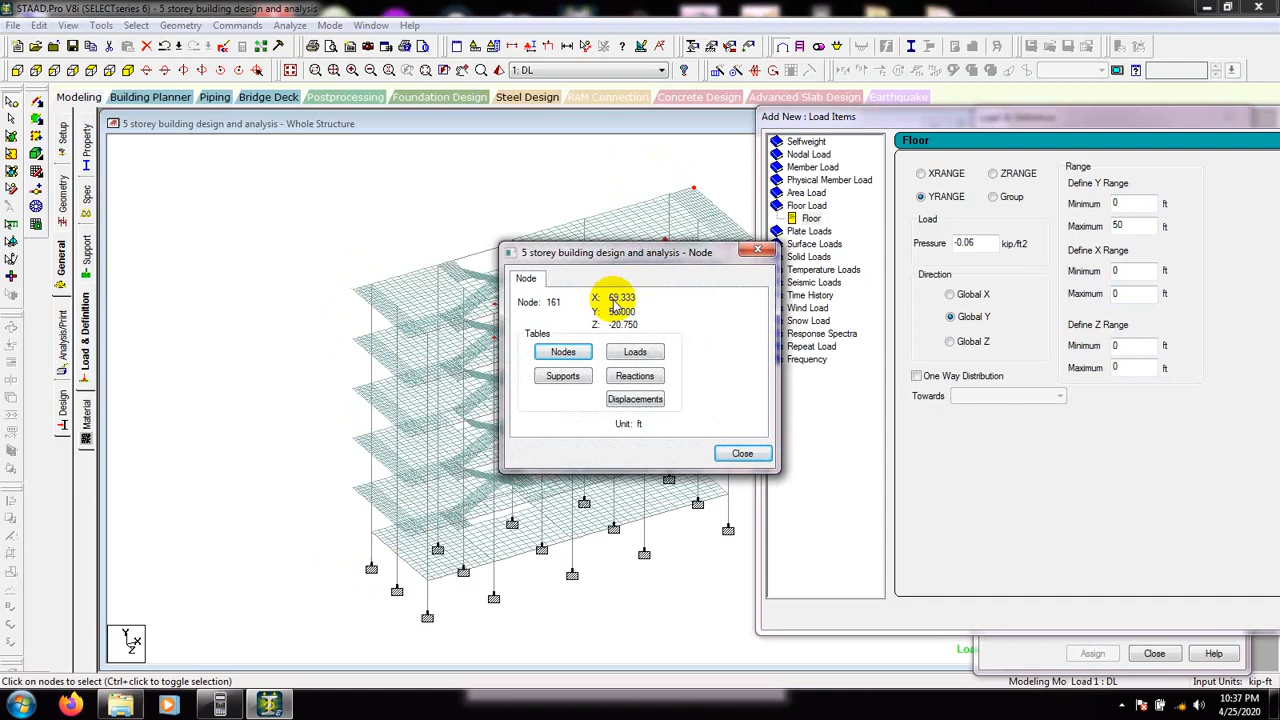 STAAD.Pro V8i (SELECTseries 6) - 5 storey building design and analysis
File Edit View Tools Select Geometry Commands Analyze Mode Window Help
1: DL
Modeling Building Planner Piping Bridge Deck Postprocessing Foundation Design Steel Design RAM Connection Concrete Design Advanced Slab Design Earthquake
5 storey building design and analysis - Whole Structure
Setup
Geometry
General
Analysis/Print
Design
Property
Spec
Support
Load & Definition
Material
Add New : Load Items
Selfweight
Nodal Load
Member Load
Physical Member Load
Area Load
Floor Load
Floor
Plate Loads
Surface Loads
Solid Loads
Temperature Loads
Seismic Loads
Time History
Wind Load
Snow Load
Response Spectra
Repeat Load
Frequency
Floor
XRANGE ZRANGE
YRANGE Group
Load
Pressure -0.06 kip/ft2
Direction
Global X
Global Y
Global Z
One Way Distribution
Towards
Range
Define Y Range
Minimum 0 ft
Maximum 50 ft
Define X Range
Minimum 0 ft
Maximum 0 ft
Define Z Range
Minimum 0 ft
Maximum 0 ft
5 storey building design and analysis - Node
Node
Node: 161
X: 69.333
Y:
Z: -20.750
Tables
Nodes Loads
Supports Reactions
Displacements
Unit: ft
Close
Y
X
Z
Assign Close Help
Click on nodes to select (Ctrl+click to toggle selection)
Modeling Mo Load 1 : DL Input Units: kip-ft
10:37 PM
4/25/2020